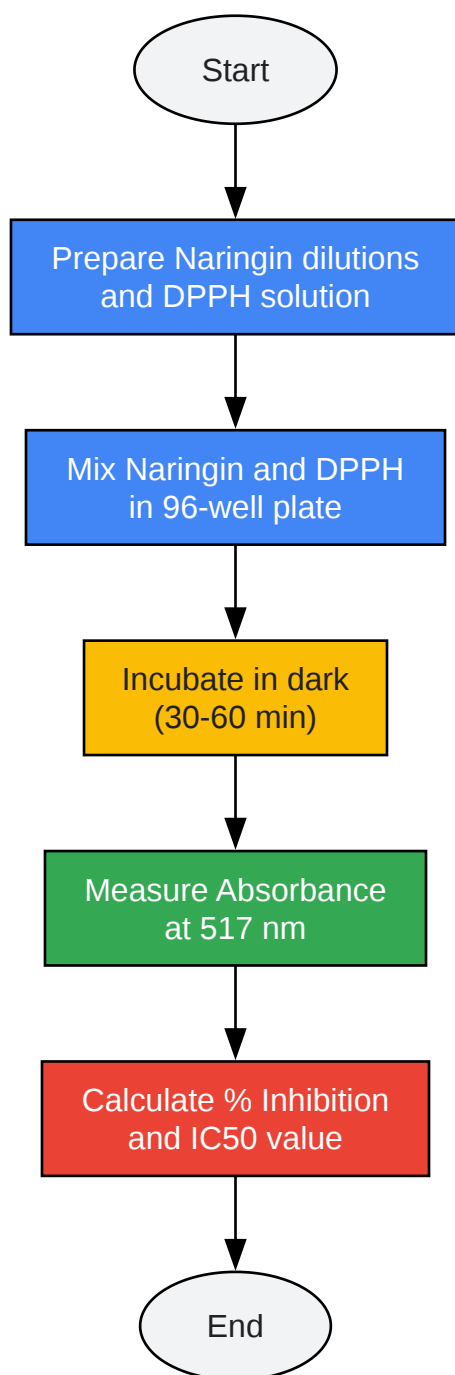 Start
Prepare Naringin dilutions
and DPPH solution
Mix Naringin and DPPH
in 96-well plate
Incubate in dark
(30-60 min)
Measure Absorbance
at 517 nm
Calculate % Inhibition
and IC50 value
End